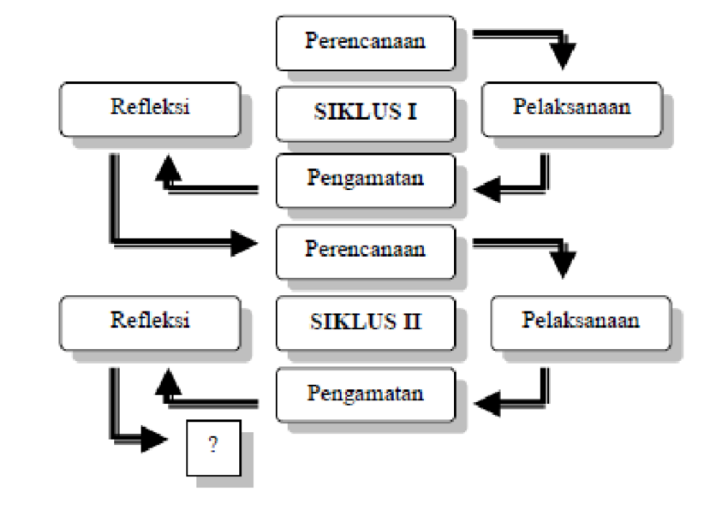 Perencanaan
Refleksi
SIKLUS I
Pelaksanaan
Pengamatan
Perencanaan
Refleksi
SIKLUS II
Pelaksanaan
Pengamatan
?